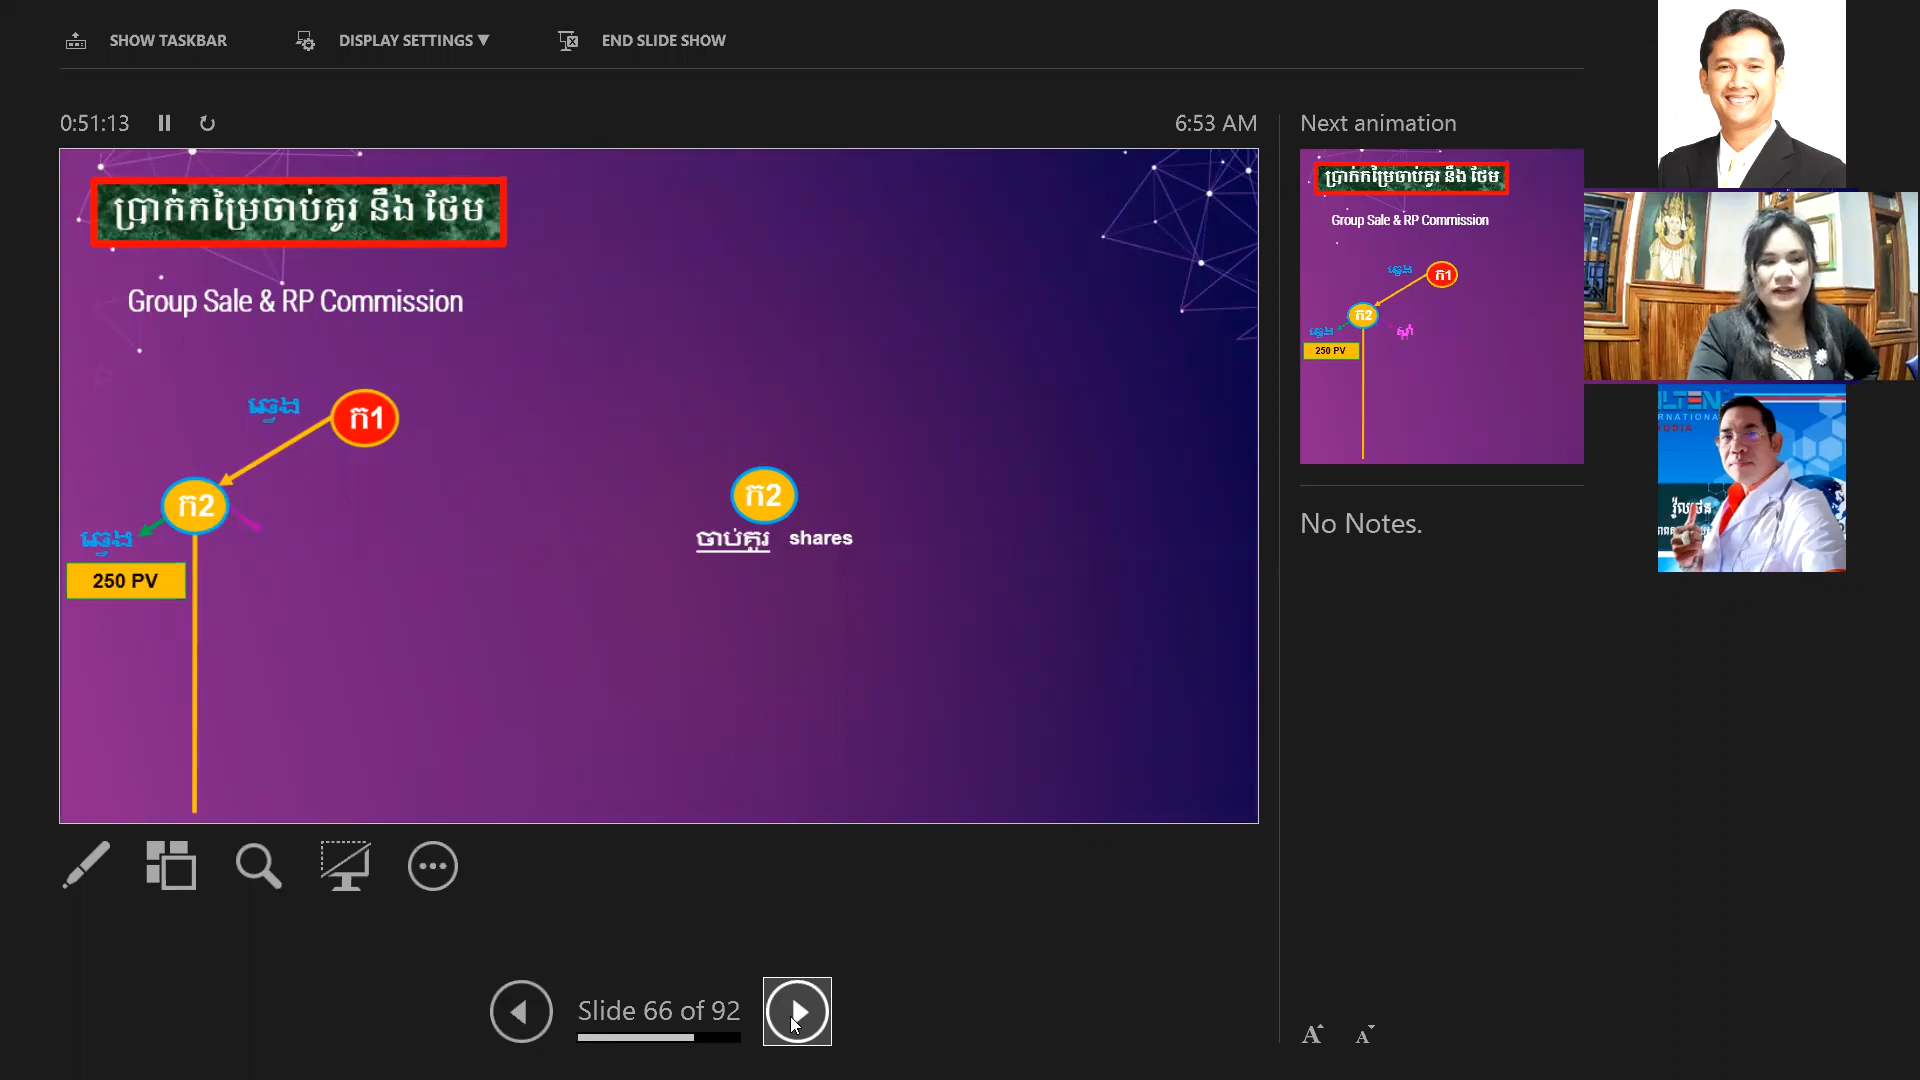 SHOW TASKBAR
DISPLAY SETTINGS ▼
END SLIDE SHOW
0:51:13
6:53 AM
Next animation
ប្រាក់កម្រៃចាប់គូរ នឹង ថែម
Group Sale & RP Commission
ឆ្វេង
ក1
ក2
ឆ្វេង
250 PV
ក2
ចាប់គូរ shares
ប្រាក់កម្រៃចាប់គូរ នឹង ថែម
Group Sale & RP Commission
ឆ្វេង
ក1
ក2
ឆ្វេង
ស្តាំ
250 PV
No Notes.
Slide 66 of 92